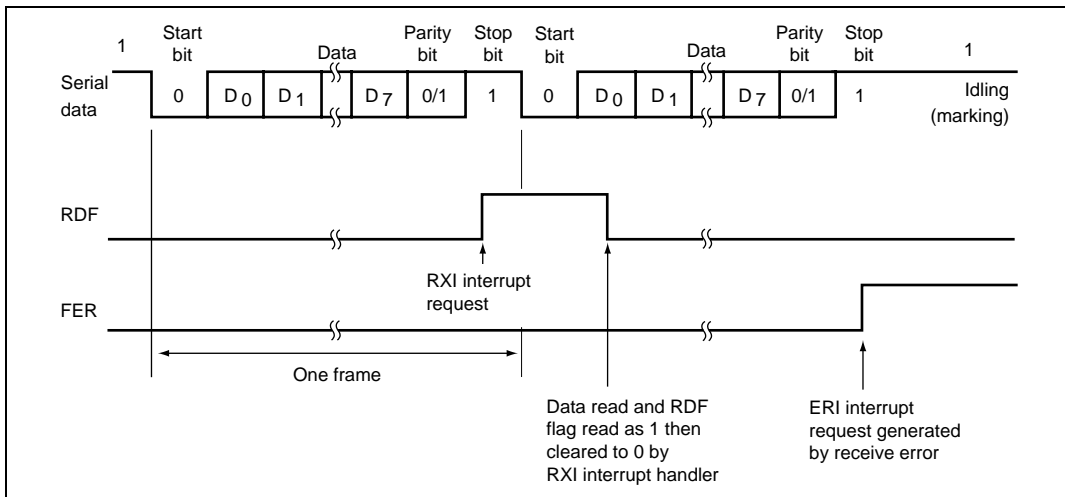 1 Start bit Data Parity bit Stop bit Start bit Data Parity bit Stop bit 1
Serial data 0 D0 D1 D7 0/1 1 0 D0 D1 D7 0/1 1 Idling (marking)
RDF
RXI interrupt
request
FER
One frame
Data read and RDF
flag read as 1 then
cleared to 0 by
RXI interrupt handler
ERI interrupt
request generated
by receive error